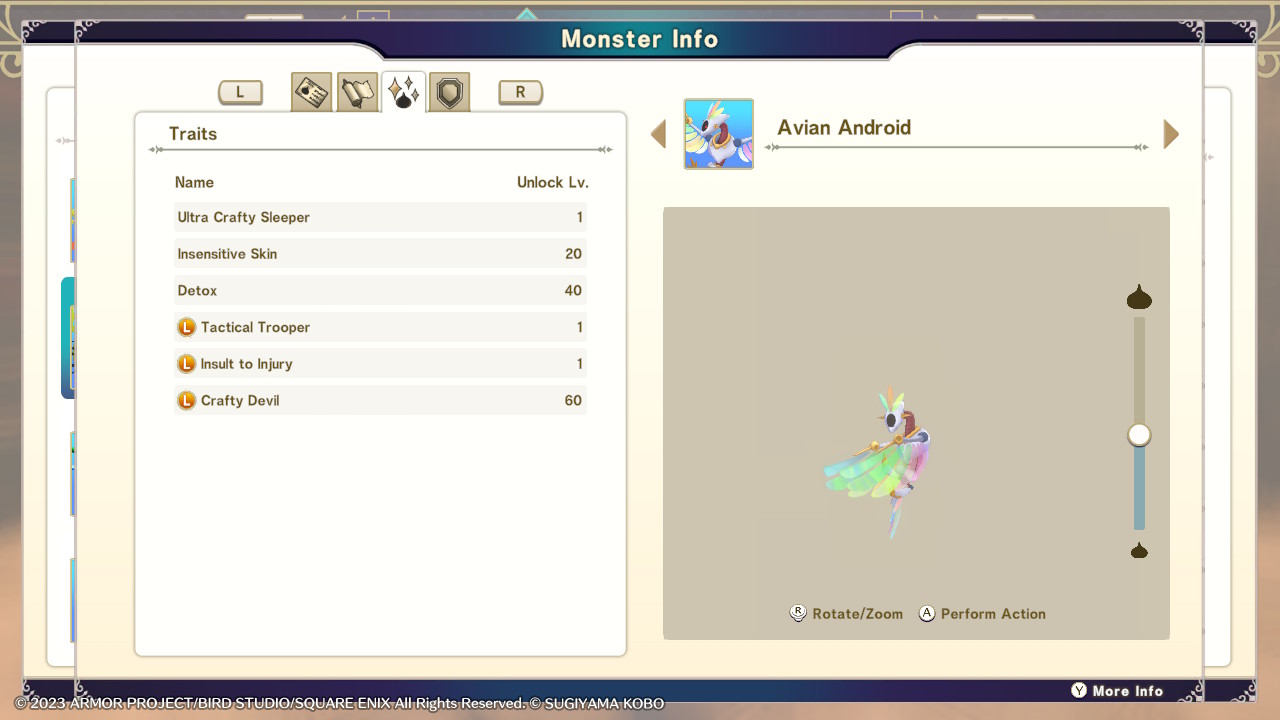 Monster Info
L
R
Traits
Name Unlock Lv.
Ultra Crafty Sleeper 1
Insensitive Skin 20
Detox 40
L Tactical Trooper 1
L Insult to Injury 1
L Crafty Devil 60
Avian Android
R Rotate/Zoom A Perform Action
Y More Info
© 2023 ARMOR PROJECT/BIRD STUDIO/SQUARE ENIX All Rights Reserved. © SUGIYAMA KOBO